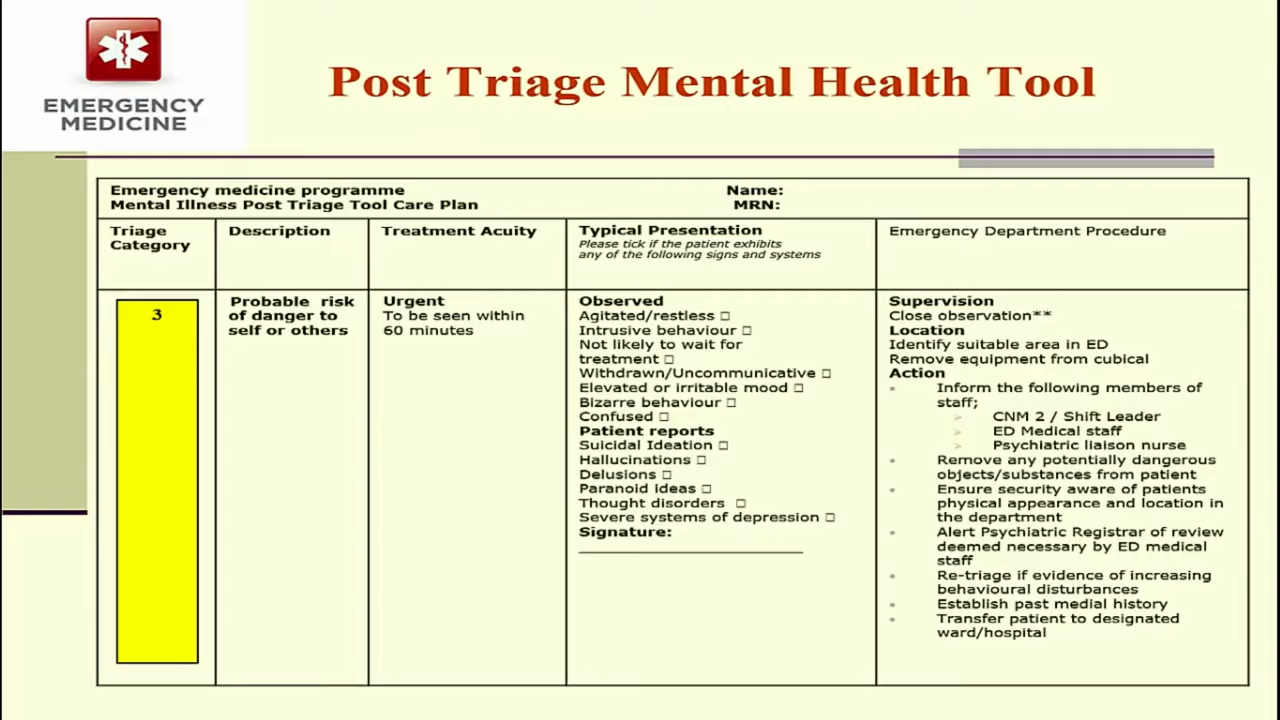 EMERGENCY
MEDICINE
Post Triage Mental Health Tool
Emergency medicine programme
Mental Illness Post Triage Tool Care Plan
Name:
MRN:
Triage
Category
Description
Treatment Acuity
Typical Presentation
Please tick if the patient exhibits
any of the following signs and systems
Emergency Department Procedure
3
Probable risk
of danger to
self or others
Urgent
To be seen within
60 minutes
Observed
Agitated/restless □
Intrusive behaviour □
Not likely to wait for
treatment □
Withdrawn/Uncommunicative □
Elevated or irritable mood □
Bizarre behaviour □
Confused □
Patient reports
Suicidal Ideation □
Hallucinations □
Delusions □
Paranoid ideas □
Thought disorders □
Severe systems of depression □
Signature:
Supervision
Close observation**
Location
Identify suitable area in ED
Remove equipment from cubical
Action
• Inform the following members of
staff;
➢ CNM 2 / Shift Leader
➢ ED Medical staff
➢ Psychiatric liaison nurse
• Remove any potentially dangerous
objects/substances from patient
• Ensure security aware of patients
physical appearance and location in
the department
• Alert Psychiatric Registrar of review
deemed necessary by ED medical
staff
• Re-triage if evidence of increasing
behavioural disturbances
• Establish past medial history
• Transfer patient to designated
ward/hospital